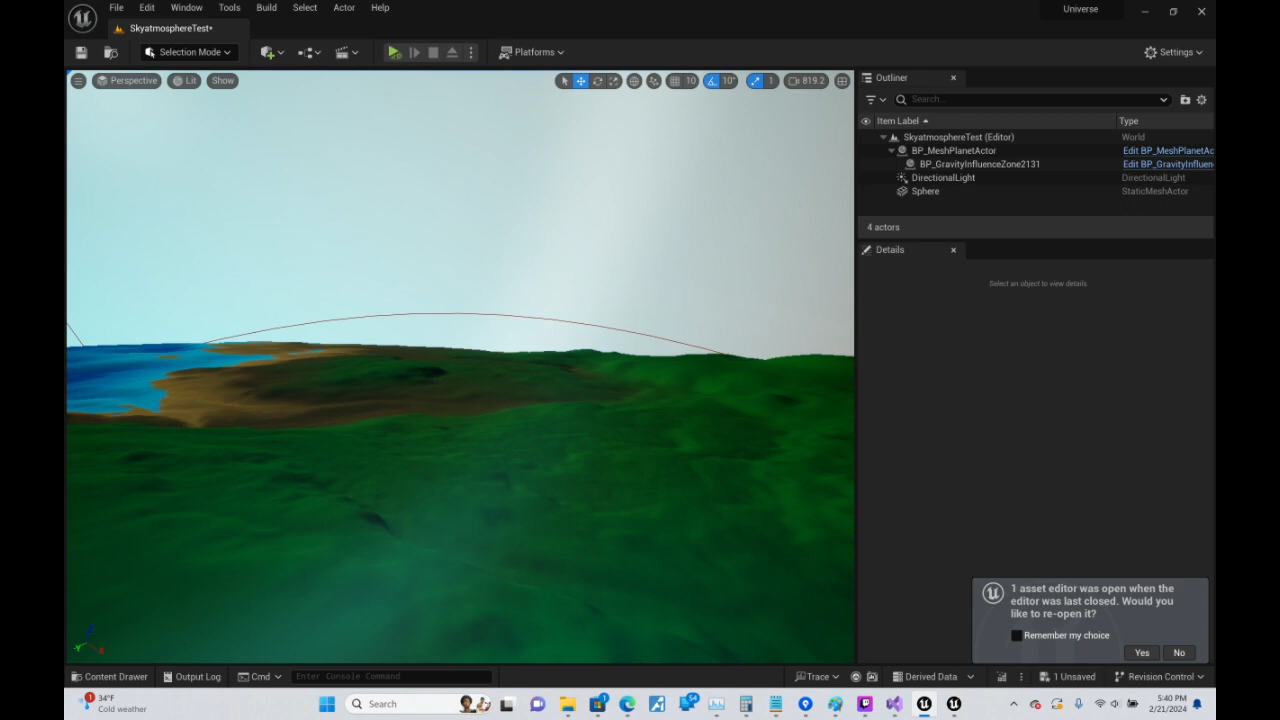 File Edit Window Tools Build Select Actor Help
Universe
SkyatmosphereTest*
Selection Mode
Platforms
Settings
Perspective
Lit
Show
10
10°
1
819.2
Outliner
Search...
Item Label
Type
SkyatmosphereTest (Editor)
World
BP_MeshPlanetActor
Edit BP_MeshPlanetAc
BP_GravityInfluenceZone2131
Edit BP_GravityInfluen
DirectionalLight
DirectionalLight
Sphere
StaticMeshActor
4 actors
Details
Select an object to view details.
1 asset editor was open when the
editor was last closed. Would you
like to re-open it?
Remember my choice
Yes
No
Z
Y
X
Content Drawer
Output Log
Cmd
Enter Console Command
Trace
Derived Data
1 Unsaved
Revision Control
1
34°F
Cold weather
Search
1
54
5:40 PM
2/21/2024